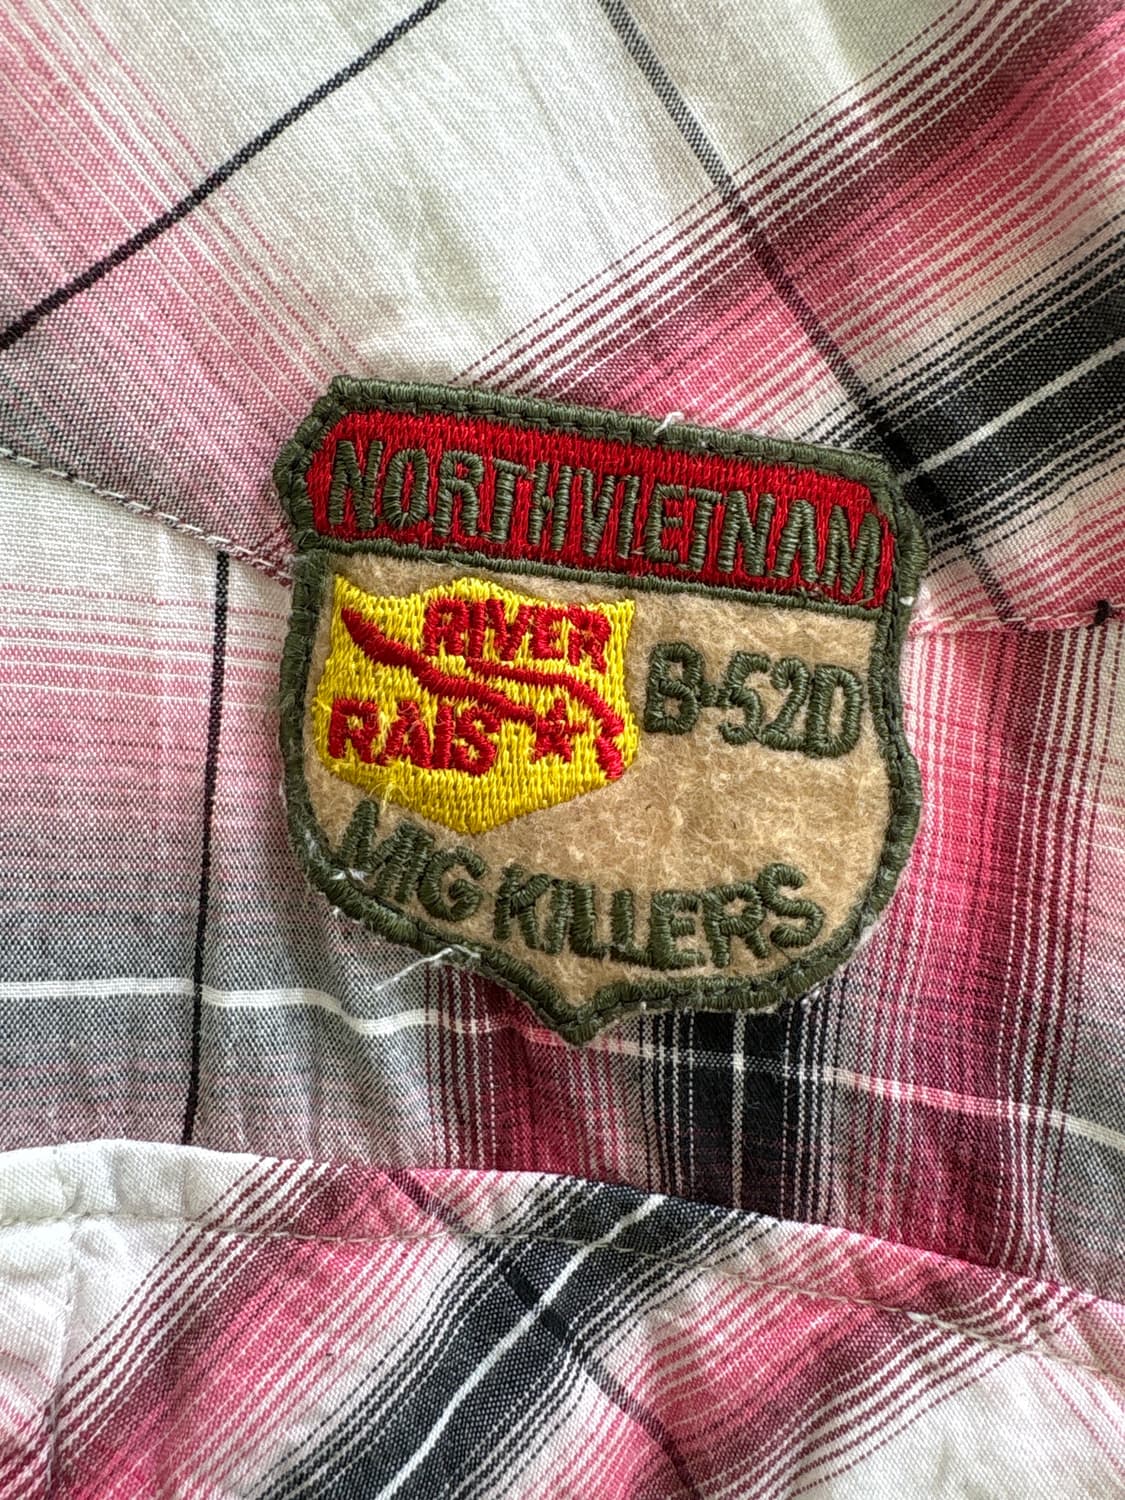 NORTHVIETNAM
RIVER
RAIS
B-52D
MIG KILLERS